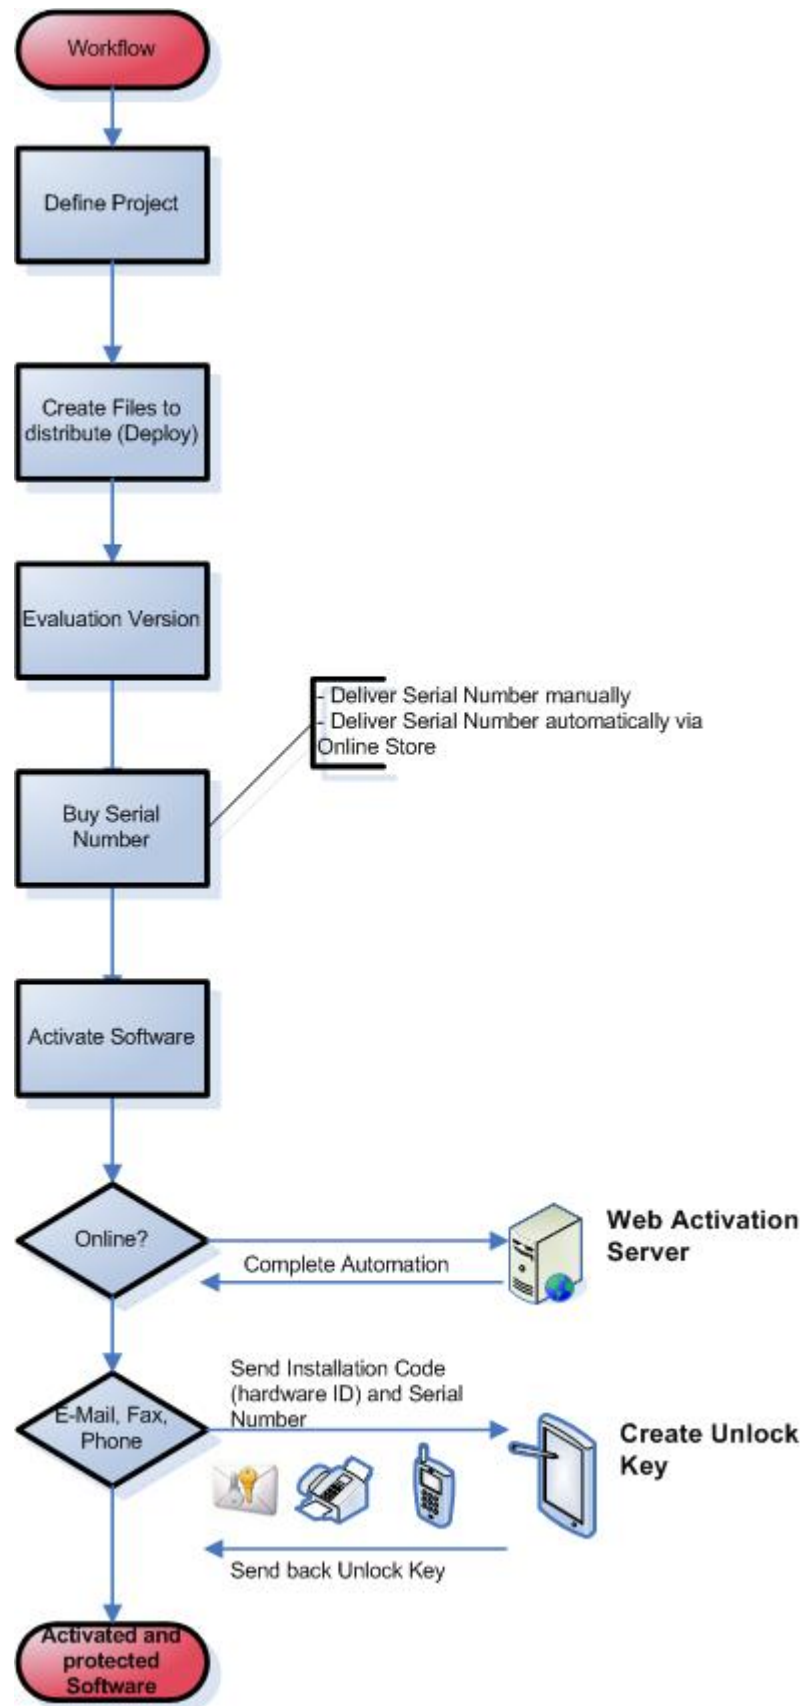 Workflow
Define Project
Create Files to
distribute (Deploy)
Evaluation Version
- Deliver Serial Number manually
- Deliver Serial Number automatically via
Online Store
Buy Serial
Number
Activate Software
Online?
Complete Automation
Web Activation
Server
Send Installation Code
(hardware ID) and Serial
Number
E-Mail, Fax,
Phone
Create Unlock
Key
Send back Unlock Key
Activated and
protected
Software